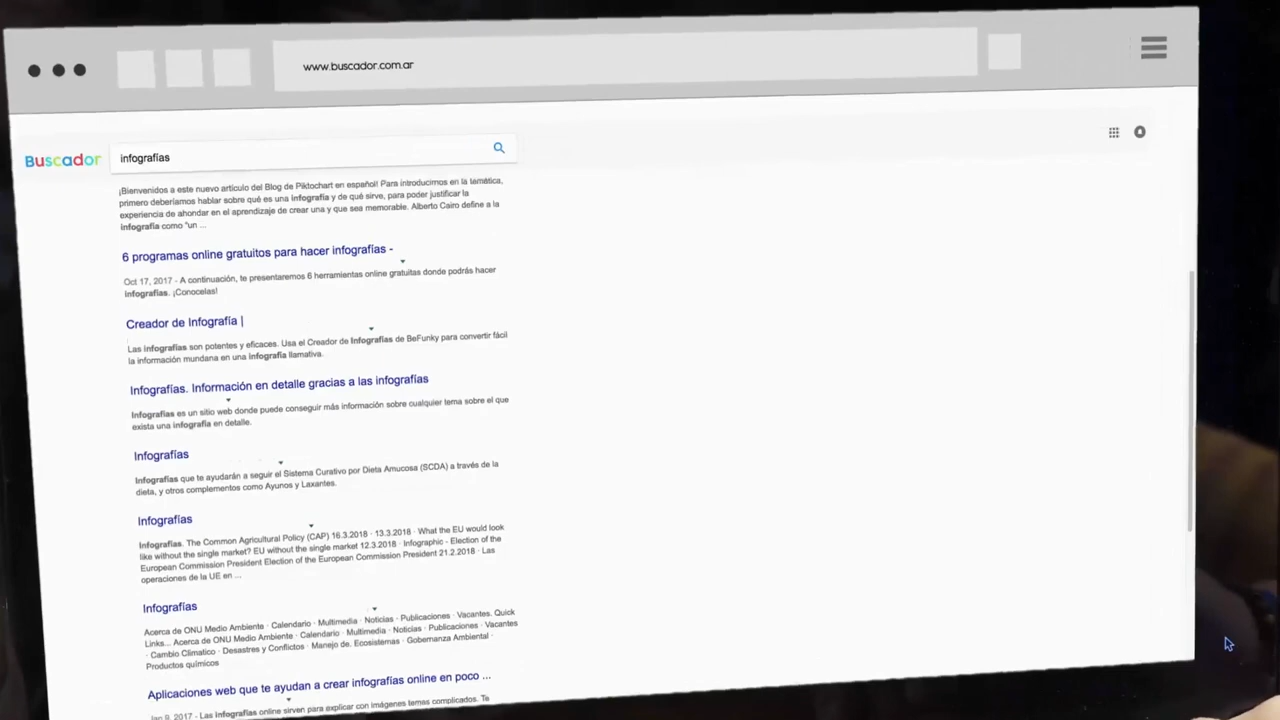 www.buscador.com.ar
Buscador
infografías
¡Bienvenidos a este nuevo artículo del Blog de Piktochart en español! Para introducirnos en la temática,
primero deberíamos hablar sobre qué es una infografía y de qué sirve, para poder justificar la
experiencia de ahondar en el aprendizaje de crear una y que sea memorable. Alberto Cairo define a la
infografía como "un ...
6 programas online gratuitos para hacer infografías -
Oct 17, 2017 - A continuación, te presentaremos 6 herramientas online gratuitas donde podrás hacer
infografías. ¡Conocelas!
Creador de Infografía |
Las infografías son potentes y eficaces. Usa el Creador de Infografías de BeFunky para convertir fácil
la información mundana en una infografía llamativa.
Infografías. Información en detalle gracias a las infografías
Infografías es un sitio web donde puede conseguir más información sobre cualquier tema sobre el que
exista una infografía en detalle.
Infografías
Infografías que te ayudarán a seguir el Sistema Curativo por Dieta Amucosa (SCDA) a través de la
dieta, y otros complementos como Ayunos y Laxantes.
Infografías
Infografías. The Common Agricultural Policy (CAP) 16.3.2018 · 13.3.2018 · What the EU would look
like without the single market? EU without the single market 12.3.2018 · Infographic - Election of the
European Commission President Election of the European Commission President 21.2.2018 · Las
operaciones de la UE en ...
Infografías
Acerca de ONU Medio Ambiente · Calendario · Multimedia · Noticias · Publicaciones · Vacantes. Quick
Links... Acerca de ONU Medio Ambiente · Calendario · Multimedia · Noticias · Publicaciones · Vacantes
· Cambio Climatico · Desastres y Conflictos · Manejo de. Ecosistemas · Gobernanza Ambiental ·
Productos químicos
Aplicaciones web que te ayudan a crear infografías online en poco ...
Jan 9, 2017 - Las infografías online sirven para explicar con imágenes temas complicados. Te